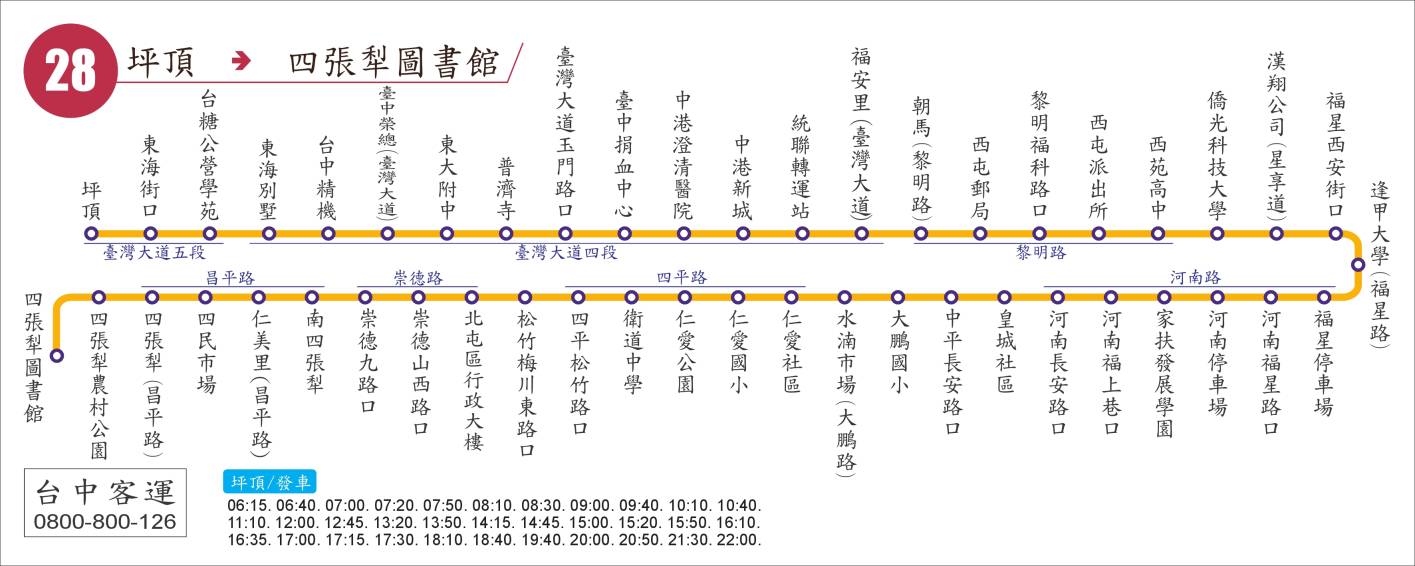 28
坪頂 → 四張犁圖書館
坪頂
東海街口
台糖公營學苑
東海別墅
台中精機
臺中榮總(臺灣大道)
東大附中
普濟寺
臺灣大道玉門路口
臺中捐血中心
中港澄清醫院
中港新城
統聯轉運站
福安里(臺灣大道)
朝馬(黎明路)
西屯郵局
黎明福科路口
西屯派出所
西苑高中
僑光科技大學
漢翔公司(星享道)
福星西安街口
逢甲大學(福星路)
臺灣大道五段
臺灣大道四段
黎明路
昌平路
崇德路
四平路
河南路
福星停車場
河南福星路口
河南停車場
家扶發展學園
河南福上巷口
河南長安路口
皇城社區
中平長安路口
大鵬國小
水湳市場(大鵬路)
仁愛社區
仁愛國小
仁愛公園
衛道中學
四平松竹路口
松竹梅川東路口
北屯區行政大樓
崇德山西路口
崇德九路口
南四張犁
仁美里(昌平路)
四民市場
四張犁(昌平路)
四張犁農村公園
四張犁圖書館
台中客運
0800-800-126
坪頂/發車
06:15. 06:40. 07:00. 07:20. 07:50. 08:10. 08:30. 09:00. 09:40. 10:10. 10:40.
11:10. 12:00. 12:45. 13:20. 13:50. 14:15. 14:45. 15:00. 15:20. 15:50. 16:10.
16:35. 17:00. 17:15. 17:30. 18:10. 18:40. 19:40. 20:00. 20:50. 21:30. 22:00.